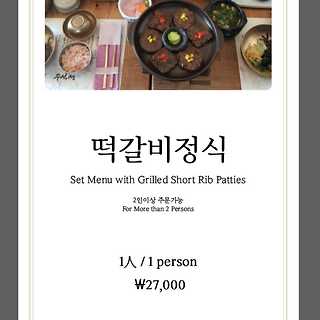 떡갈비정식
Set Menu with Grilled Short Rib Patties
2인이상 주문가능
For More than 2 Persons
1人 / 1 person
₩27,000